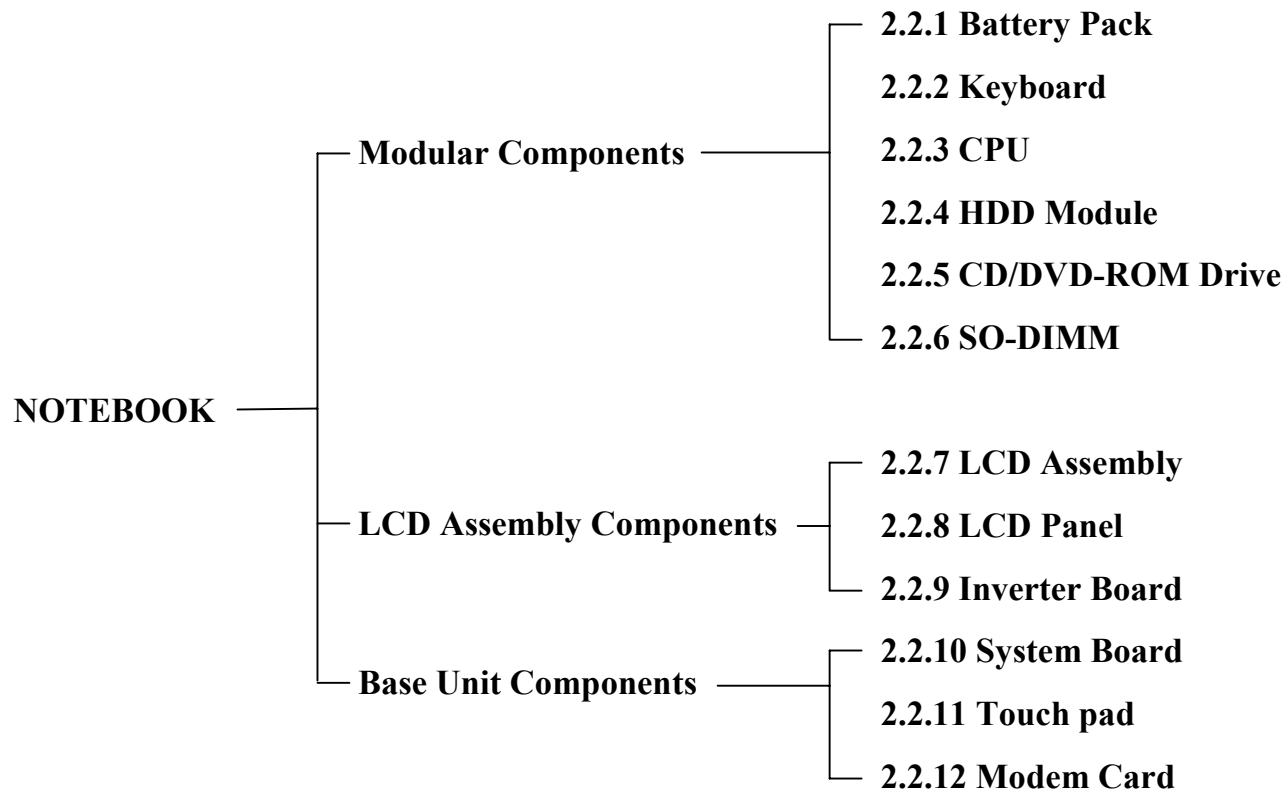 NOTEBOOK
Modular Components
2.2.1 Battery Pack
2.2.2 Keyboard
2.2.3 CPU
2.2.4 HDD Module
2.2.5 CD/DVD-ROM Drive
2.2.6 SO-DIMM
LCD Assembly Components
2.2.7 LCD Assembly
2.2.8 LCD Panel
2.2.9 Inverter Board
Base Unit Components
2.2.10 System Board
2.2.11 Touch pad
2.2.12 Modem Card